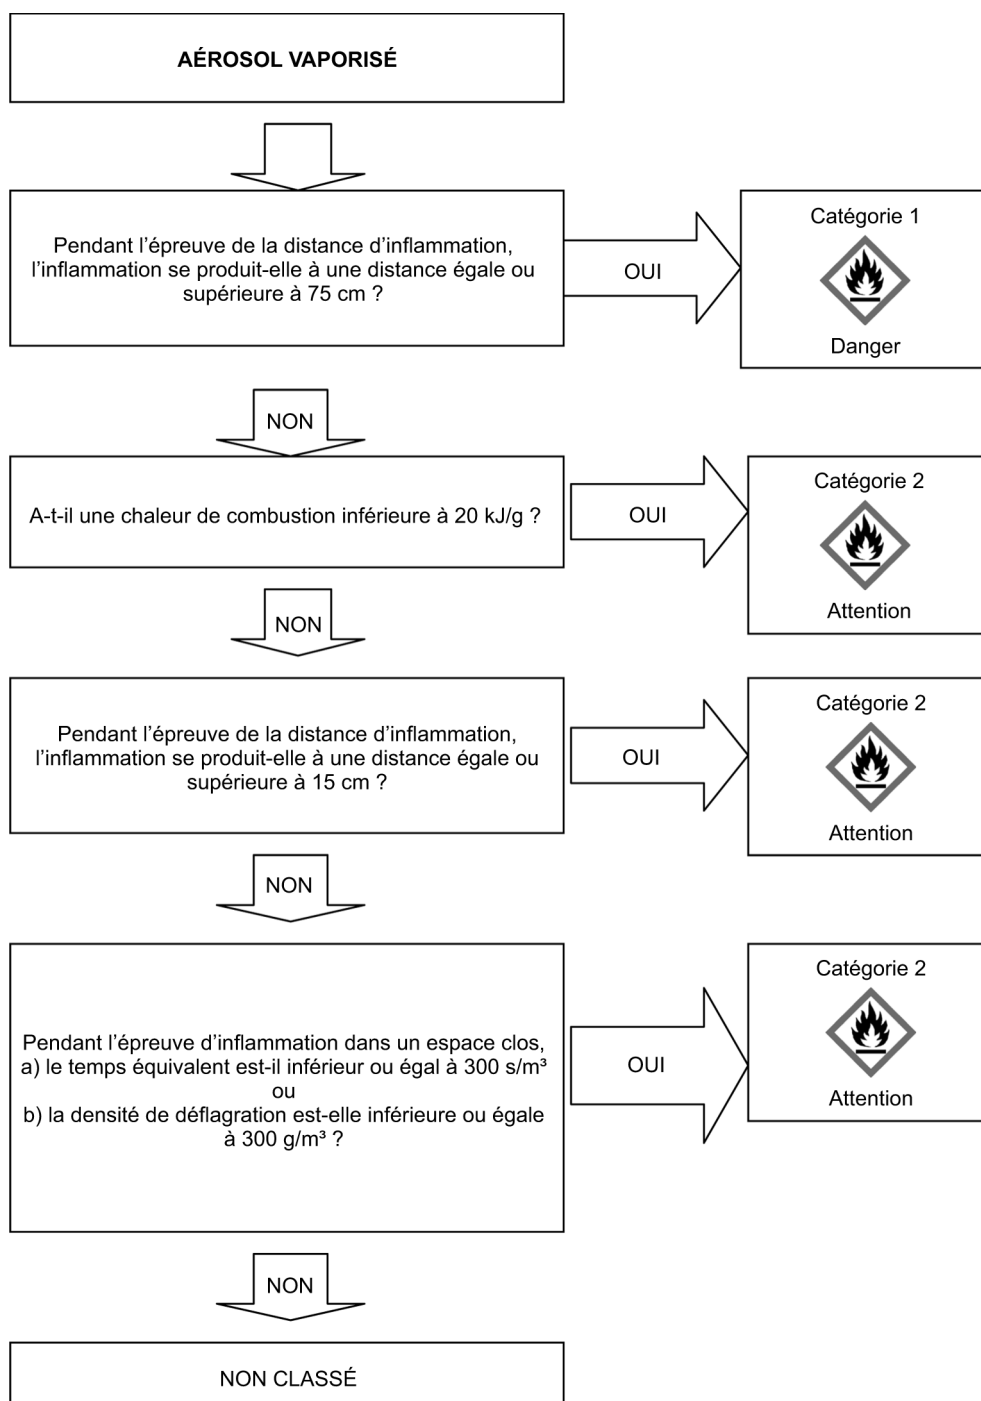 AÉROSOL VAPORISÉ
Pendant l’épreuve de la distance d’inflammation,
l’inflammation se produit-elle à une distance égale ou
supérieure à 75 cm ?
OUI
Catégorie 1
Danger
NON
A-t-il une chaleur de combustion inférieure à 20 kJ/g ?
OUI
Catégorie 2
Attention
NON
Pendant l’épreuve de la distance d’inflammation,
l’inflammation se produit-elle à une distance égale ou
supérieure à 15 cm ?
OUI
Catégorie 2
Attention
NON
Pendant l’épreuve d’inflammation dans un espace clos,
a) le temps équivalent est-il inférieur ou égal à 300 s/m³
ou
b) la densité de déflagration est-elle inférieure ou égale
à 300 g/m³ ?
OUI
Catégorie 2
Attention
NON
NON CLASSÉ